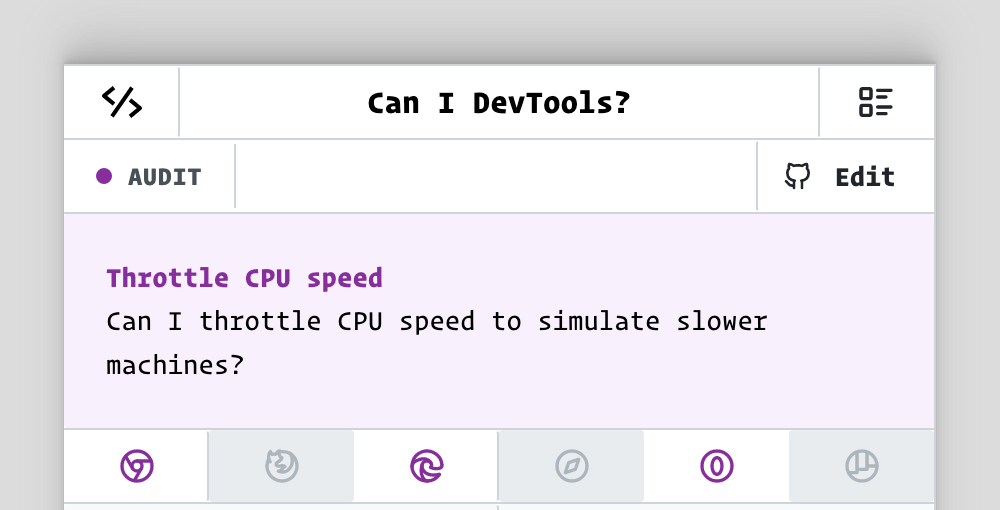 Can I DevTools?
AUDIT
Edit
Throttle CPU speed
Can I throttle CPU speed to simulate slower
machines?